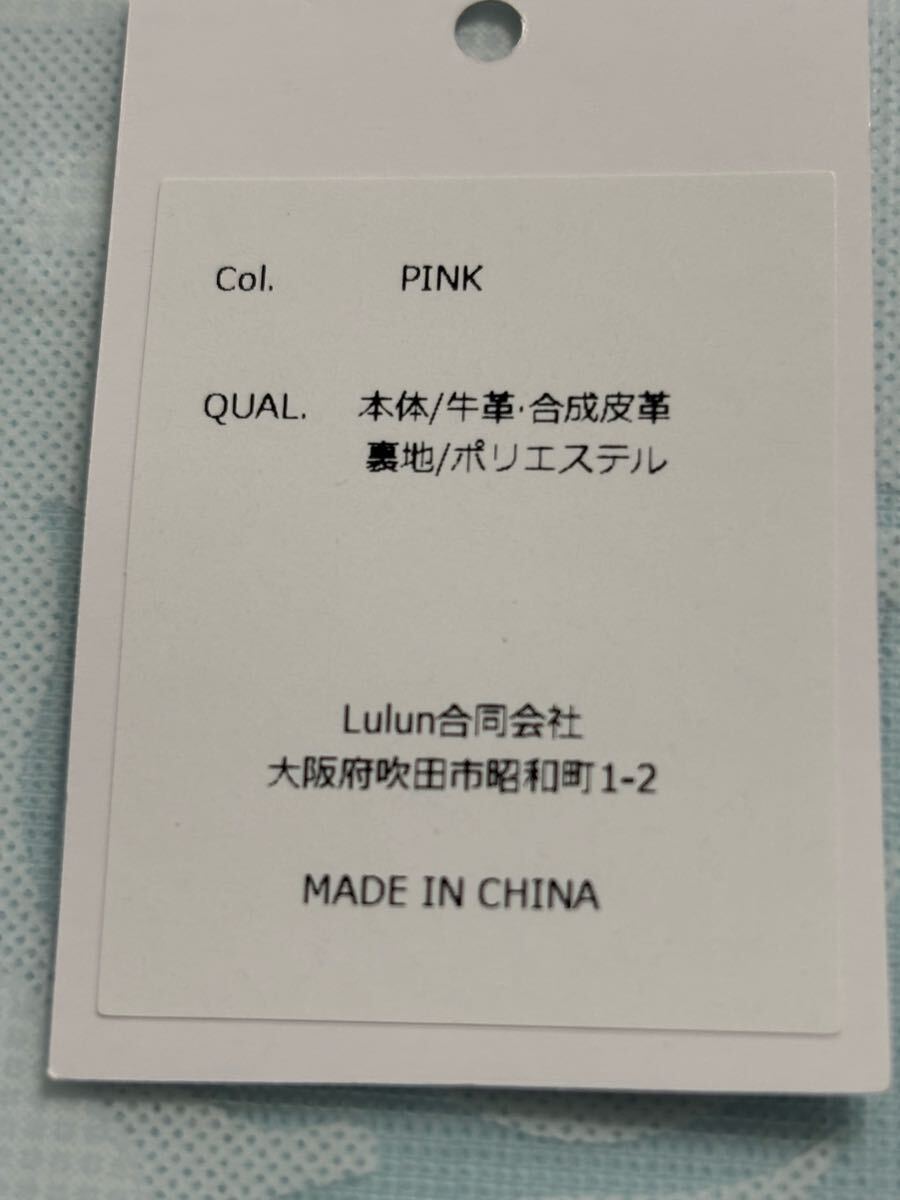 Col. PINK
QUAL. 本体/牛革·合成皮革
裏地/ポリエステル
Lulun合同会社
大阪府吹田市昭和町1-2
MADE IN CHINA